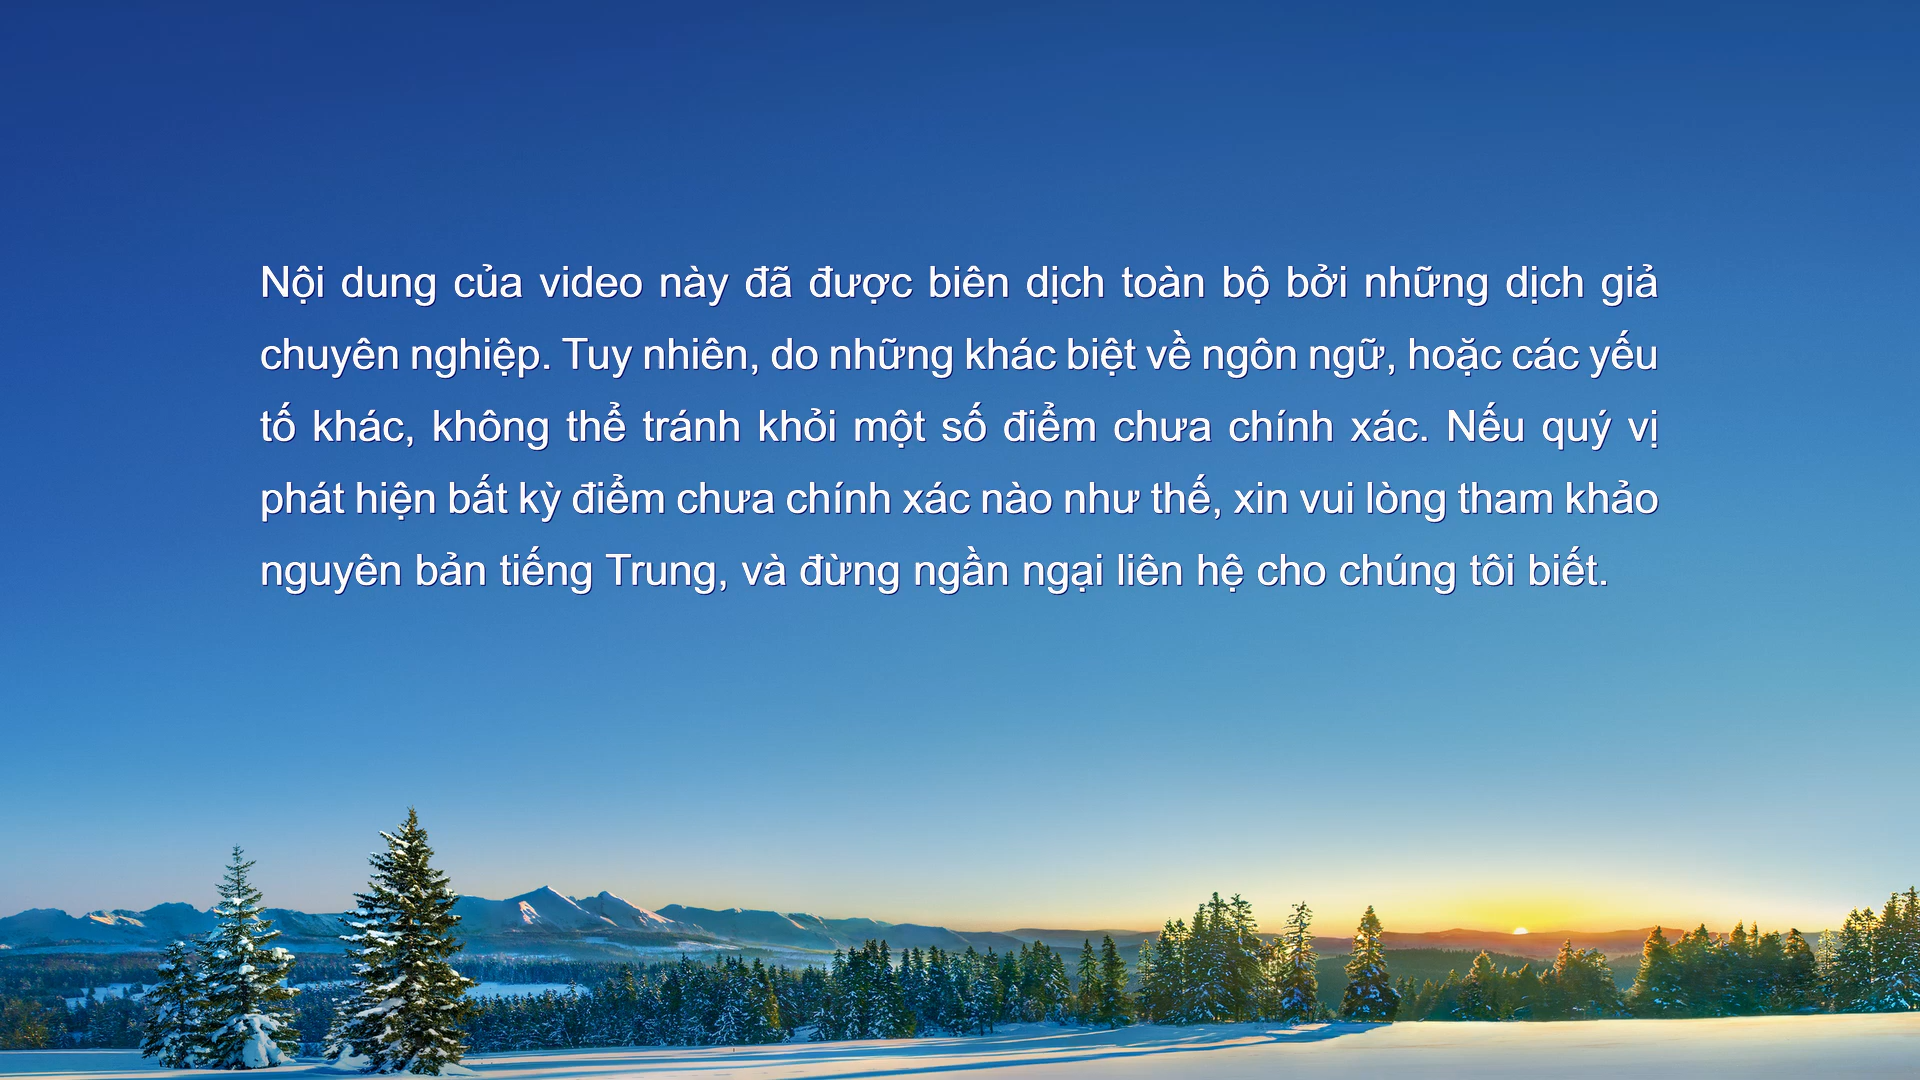 Nội dung của video này đã được biên dịch toàn bộ bởi những dịch giả
chuyên nghiệp. Tuy nhiên, do những khác biệt về ngôn ngữ, hoặc các yếu
tố khác, không thể tránh khỏi một số điểm chưa chính xác. Nếu quý vị
phát hiện bất kỳ điểm chưa chính xác nào như thế, xin vui lòng tham khảo
nguyên bản tiếng Trung, và đừng ngần ngại liên hệ cho chúng tôi biết.